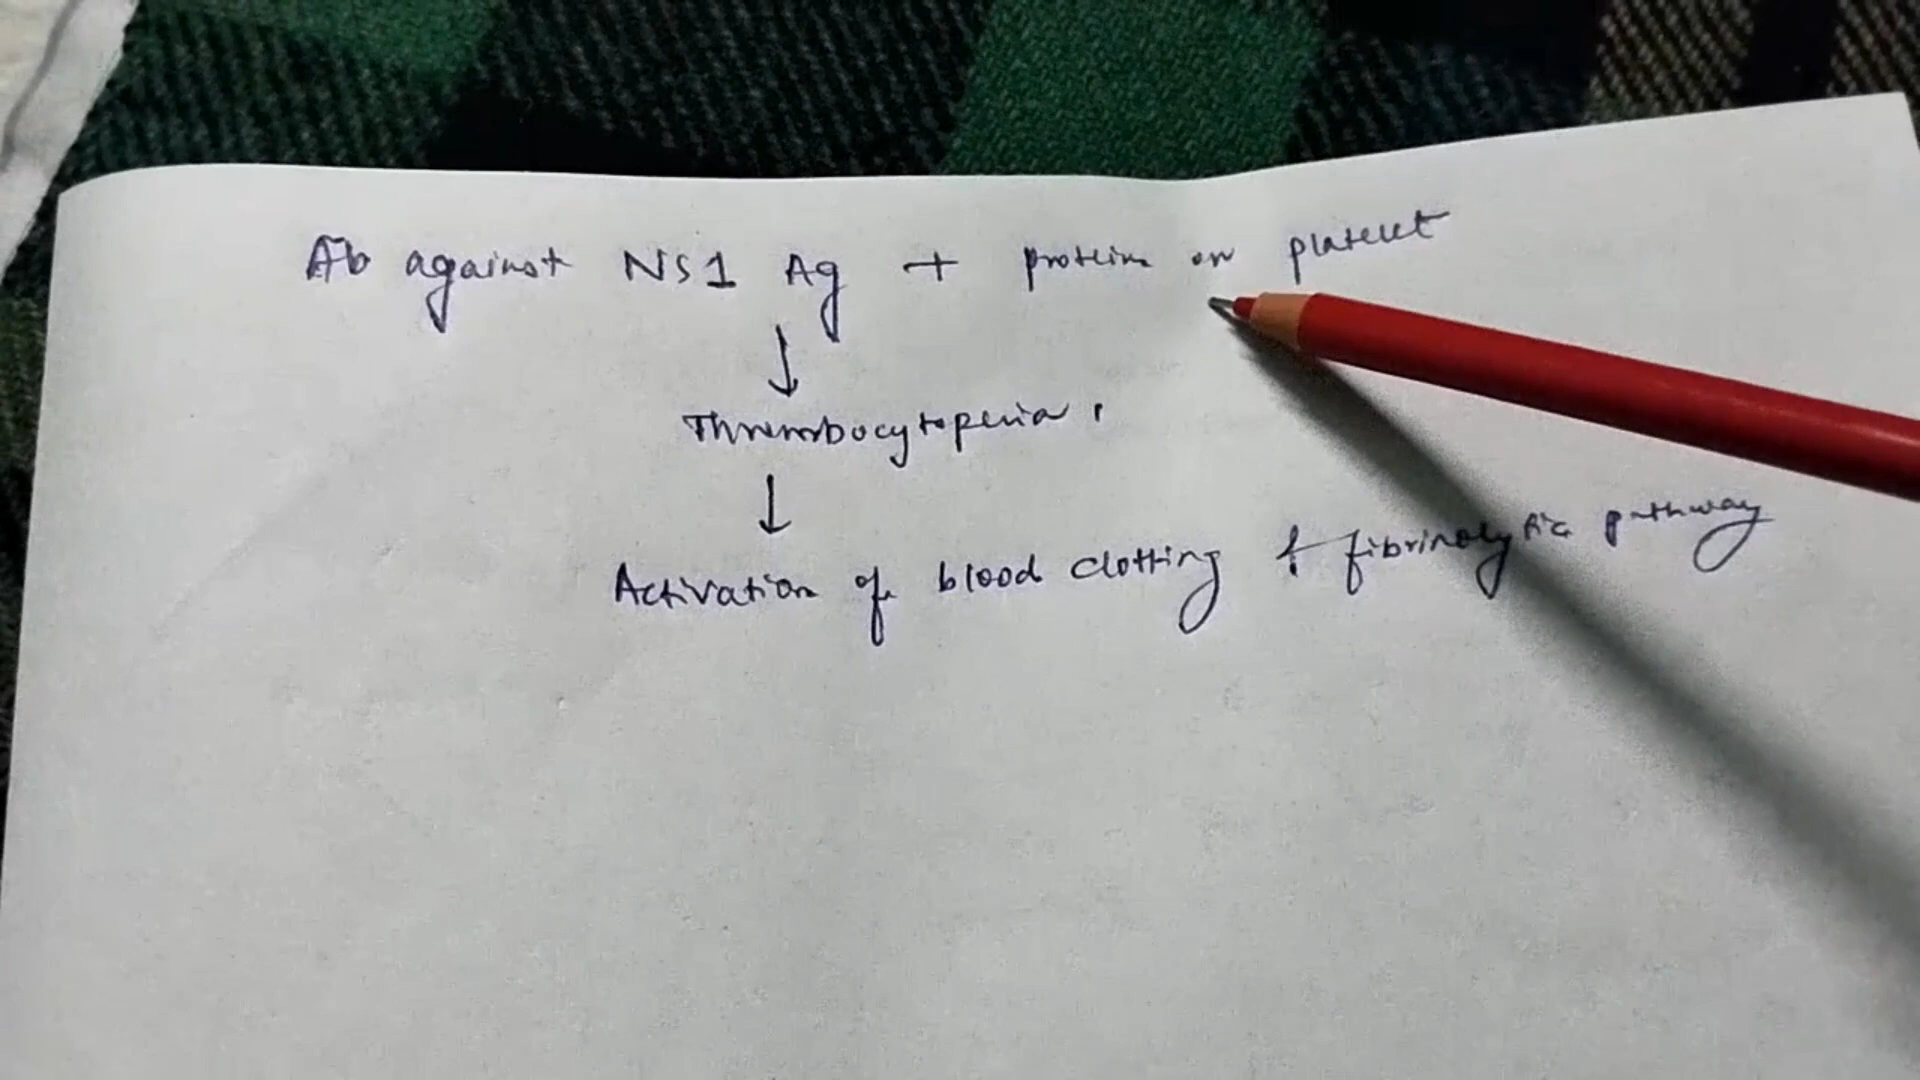 Ab against NS1 Ag + protein on platelet
↓
Thrombocytopenia.
↓
Activation of blood clotting & fibrinolytic pathway